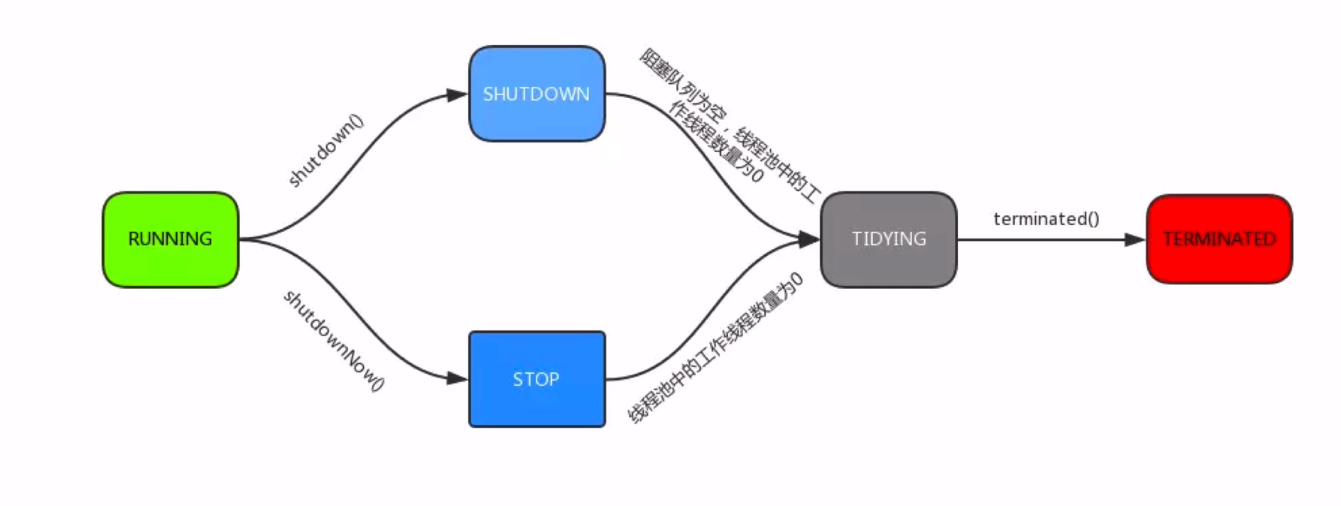 SHUTDOWN
阻塞队列为空，线程池中的工
作线程数量为0
shutdown()
RUNNING
TIDYING
terminated()
TERMINATED
shutdownNow()
STOP
线程池中的工作线程数量为0